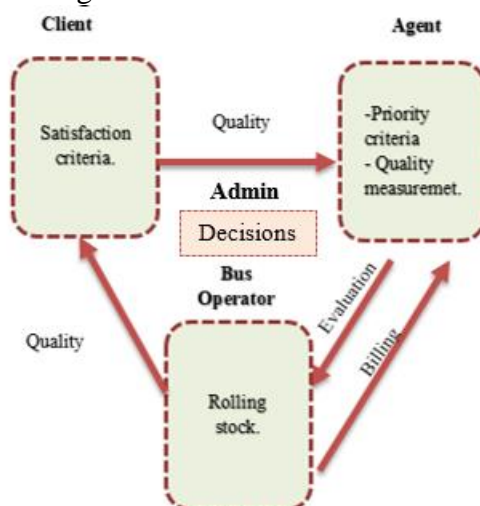 Client
Agent
Satisfaction
criteria.
Quality
-Priority
criteria
- Quality
measuremet.
Admin
Decisions
Bus
Operator
Evaluation
Billing
Quality
Rolling
stock.